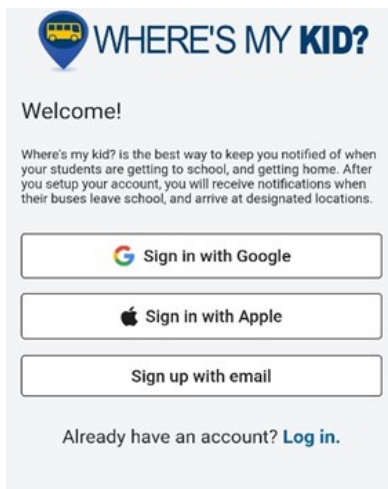 WHERE'S MY KID?
Welcome!
Where's my kid? is the best way to keep you notified of when
your students are getting to school, and getting home. After
you setup your account, you will receive notifications when
their buses leave school, and arrive at designated locations.
Sign in with Google
Sign in with Apple
Sign up with email
Already have an account? Log in.